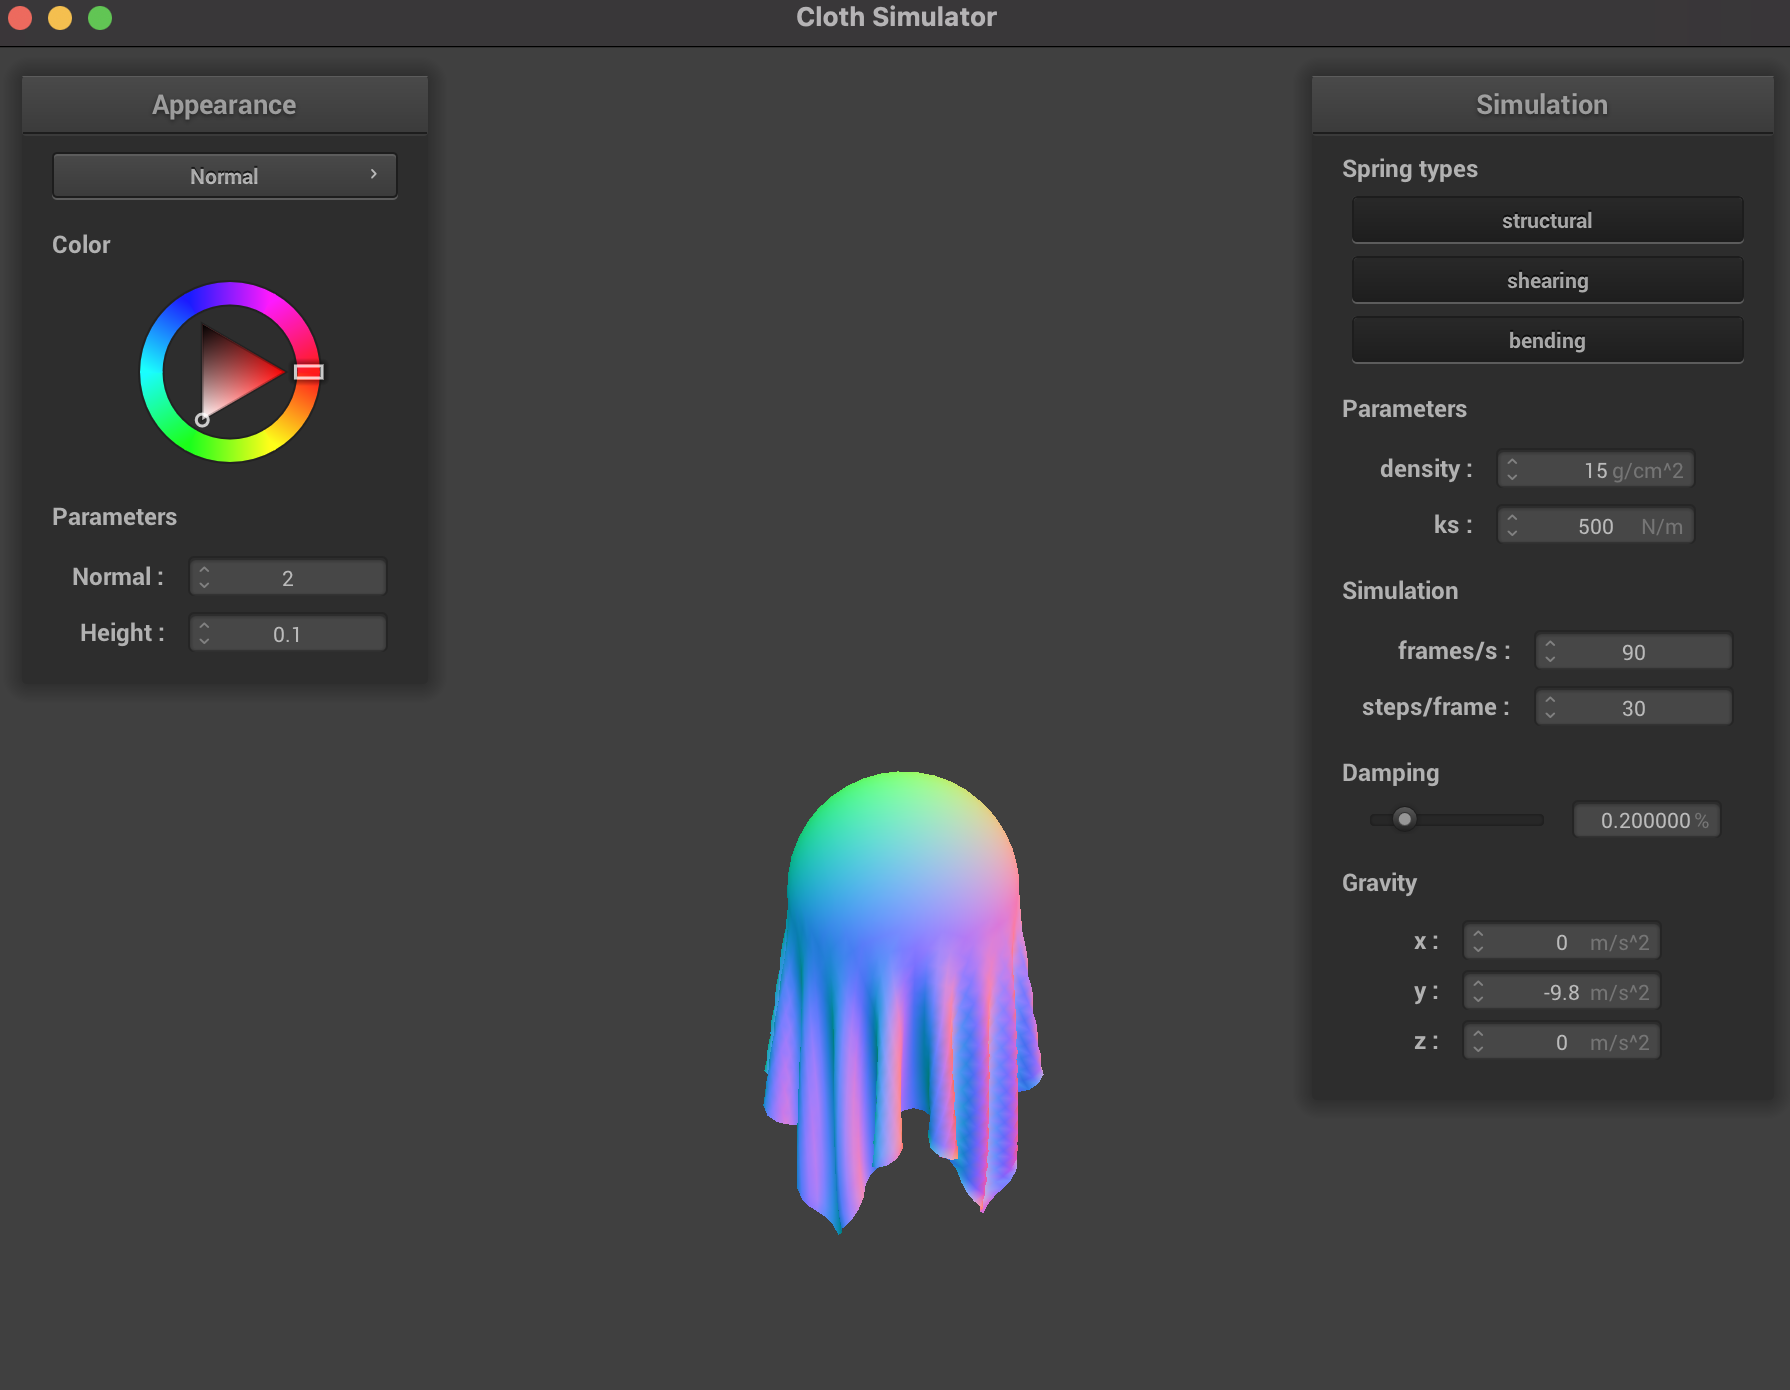 Cloth Simulator
Appearance
Normal
Color
Parameters
Normal : 2
Height : 0.1
Simulation
Spring types
structural
shearing
bending
Parameters
density : 15 g/cm^2
ks : 500 N/m
Simulation
frames/s : 90
steps/frame : 30
Damping
0.200000 %
Gravity
x : 0 m/s^2
y : -9.8 m/s^2
z : 0 m/s^2